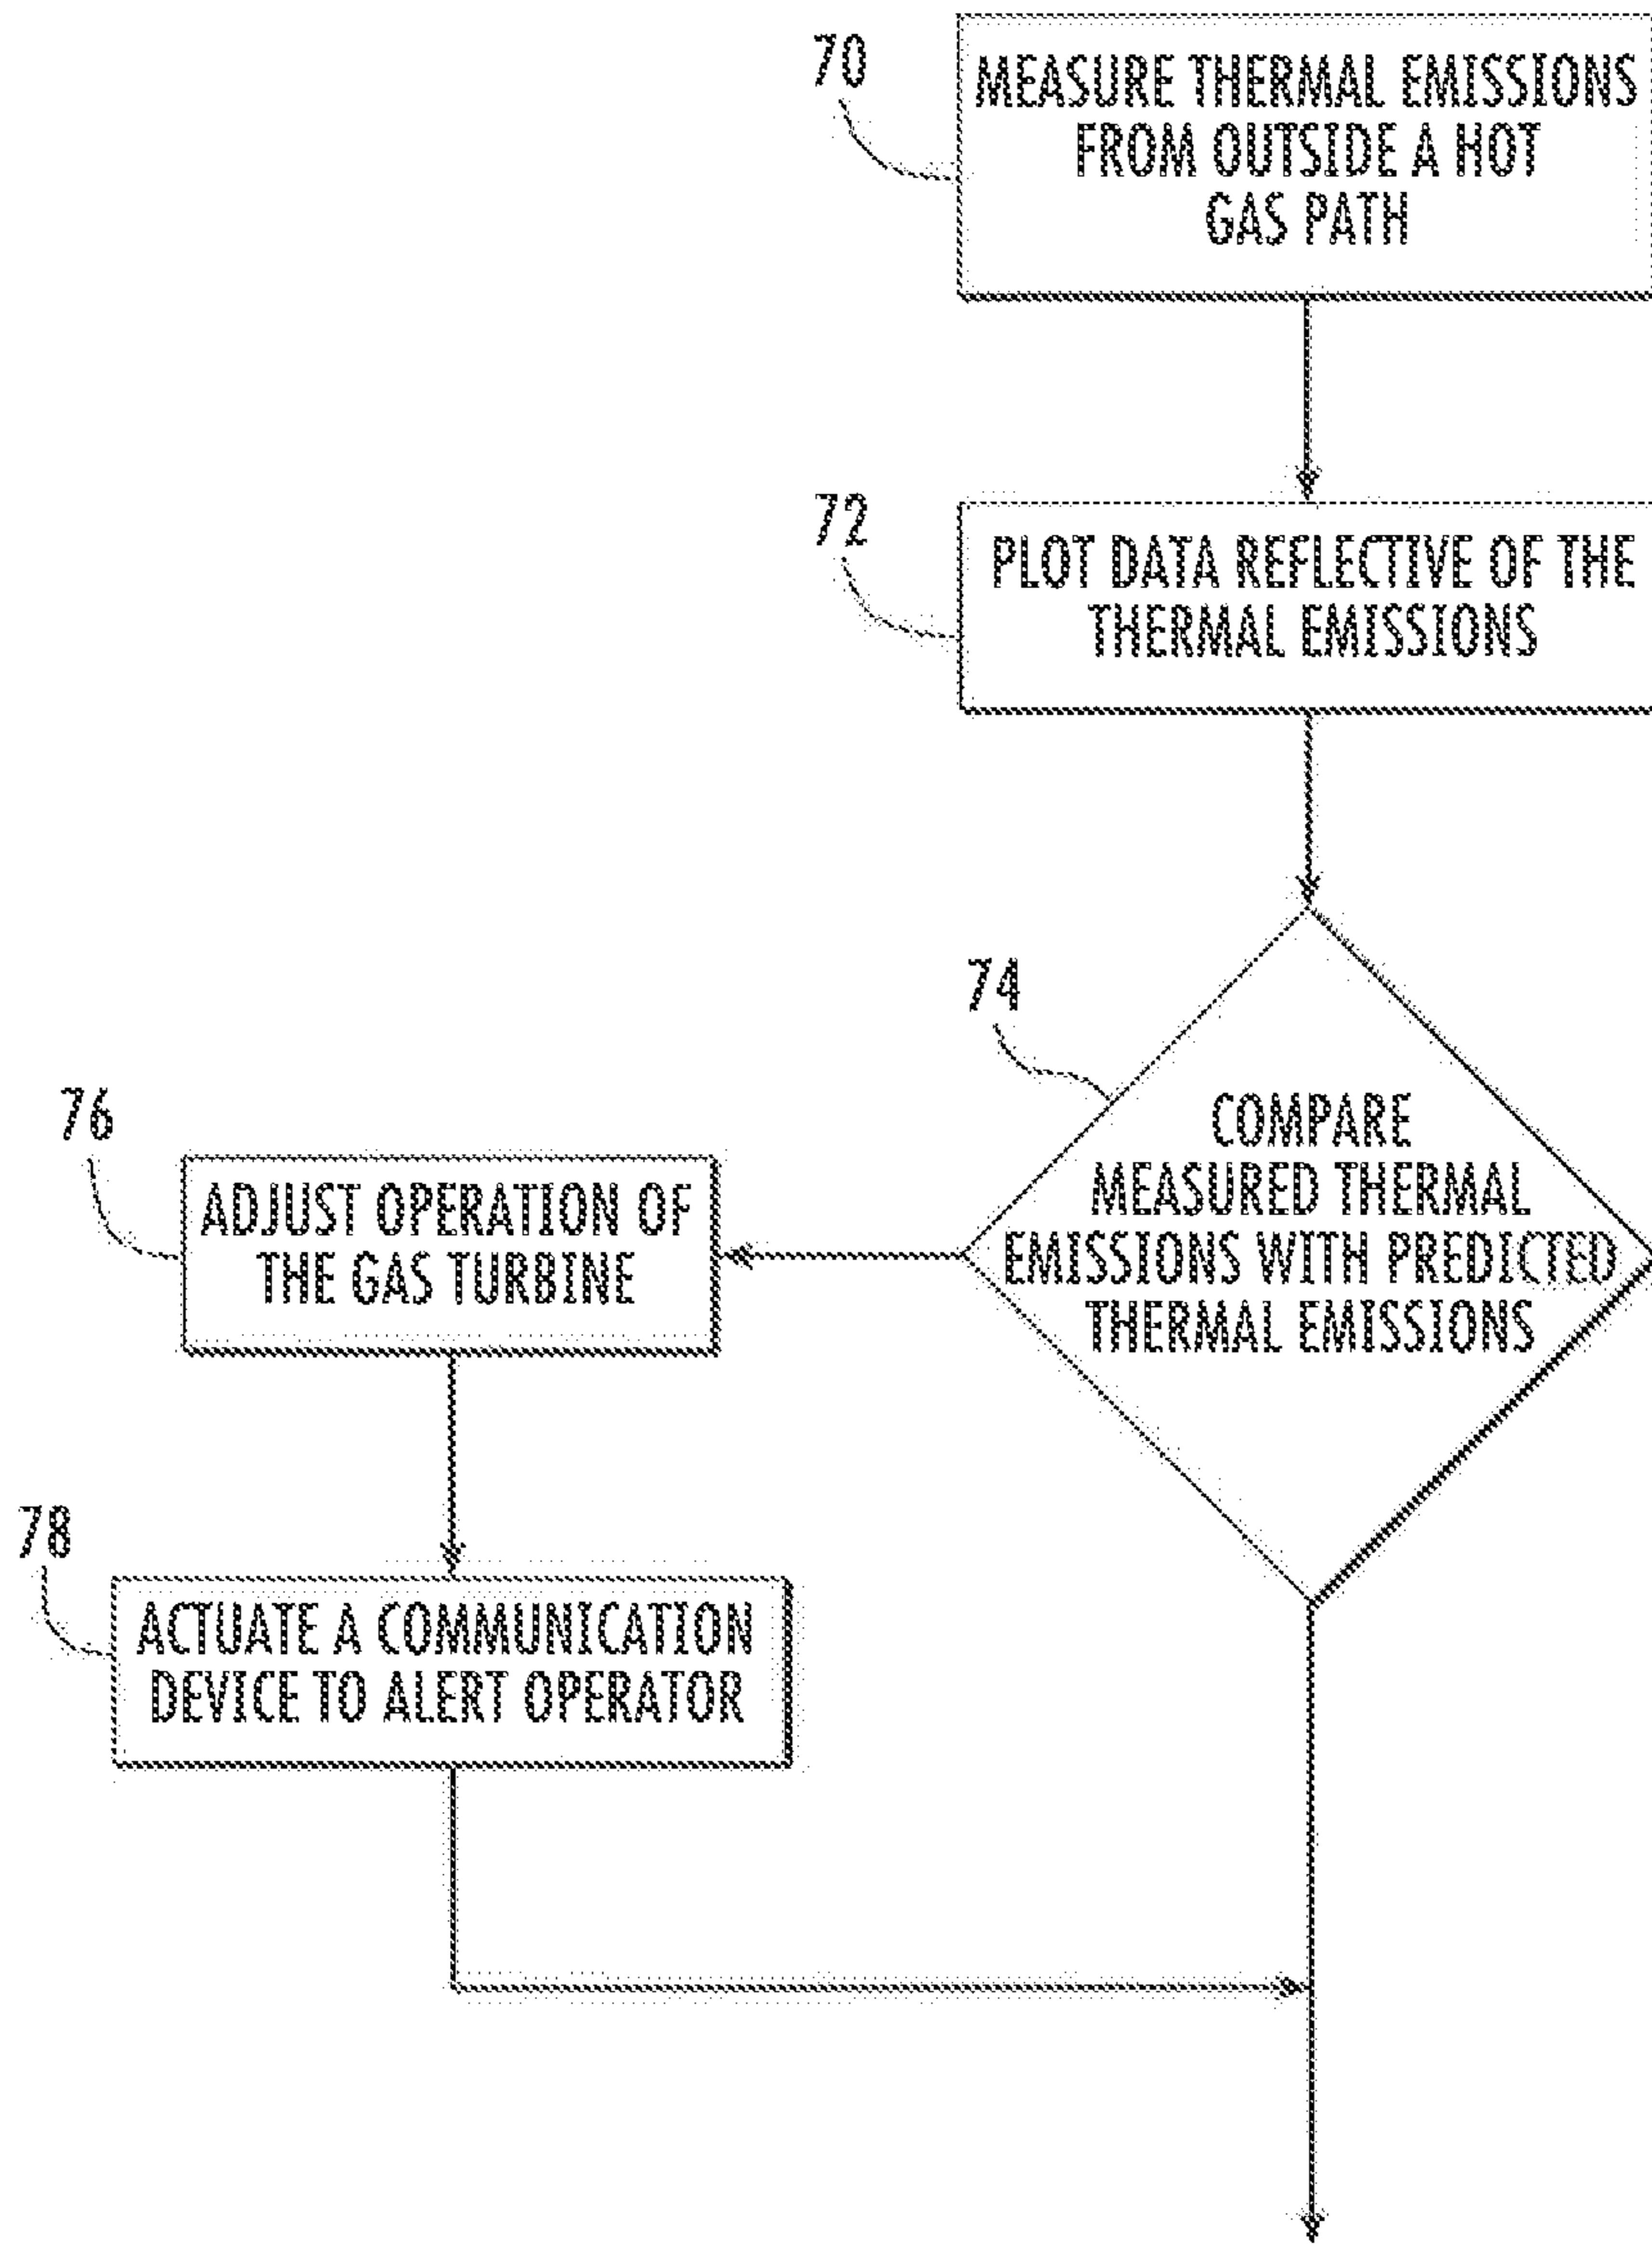 70
MEASURE THERMAL EMISSIONS
FROM OUTSIDE A HOT
GAS PATH
72
PLOT DATA REFLECTIVE OF THE
THERMAL EMISSIONS
74
COMPARE
MEASURED THERMAL
EMISSIONS WITH PREDICTED
THERMAL EMISSIONS
76
ADJUST OPERATION OF
THE GAS TURBINE
78
ACTUATE A COMMUNICATION
DEVICE TO ALERT OPERATOR